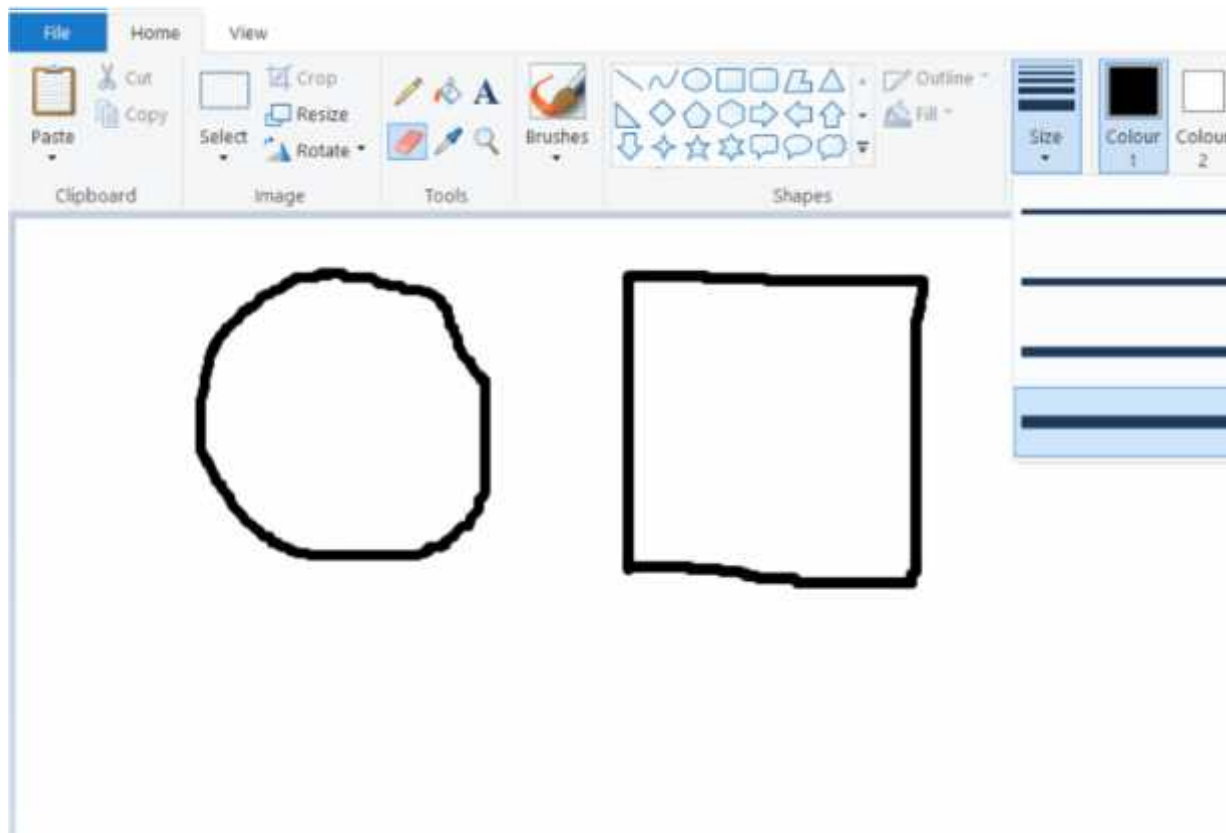 File Home View
Cut Crop Outline
Copy Resize Fill
Paste Select Rotate Brushes Size Colour 1 Colour 2
Clipboard Image Tools Shapes
A